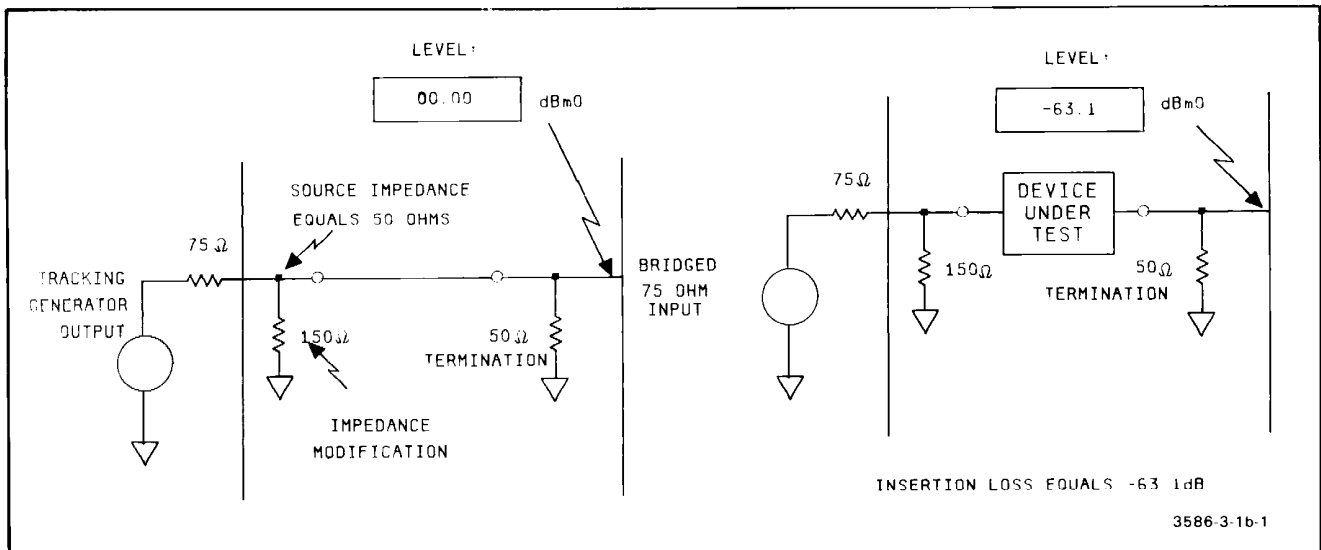 LEVEL:
00.00
dBm0
SOURCE IMPEDANCE
EQUALS 50 OHMS
75Ω
TRACKING
GENERATOR
OUTPUT
150Ω
50Ω
TERMINATION
BRIDGED
75 OHM
INPUT
IMPEDANCE
MODIFICATION
LEVEL:
-63.1
dBm0
75Ω
DEVICE
UNDER
TEST
150Ω
50Ω
TERMINATION
INSERTION LOSS EQUALS -63 1dB
3586-3-1b-1